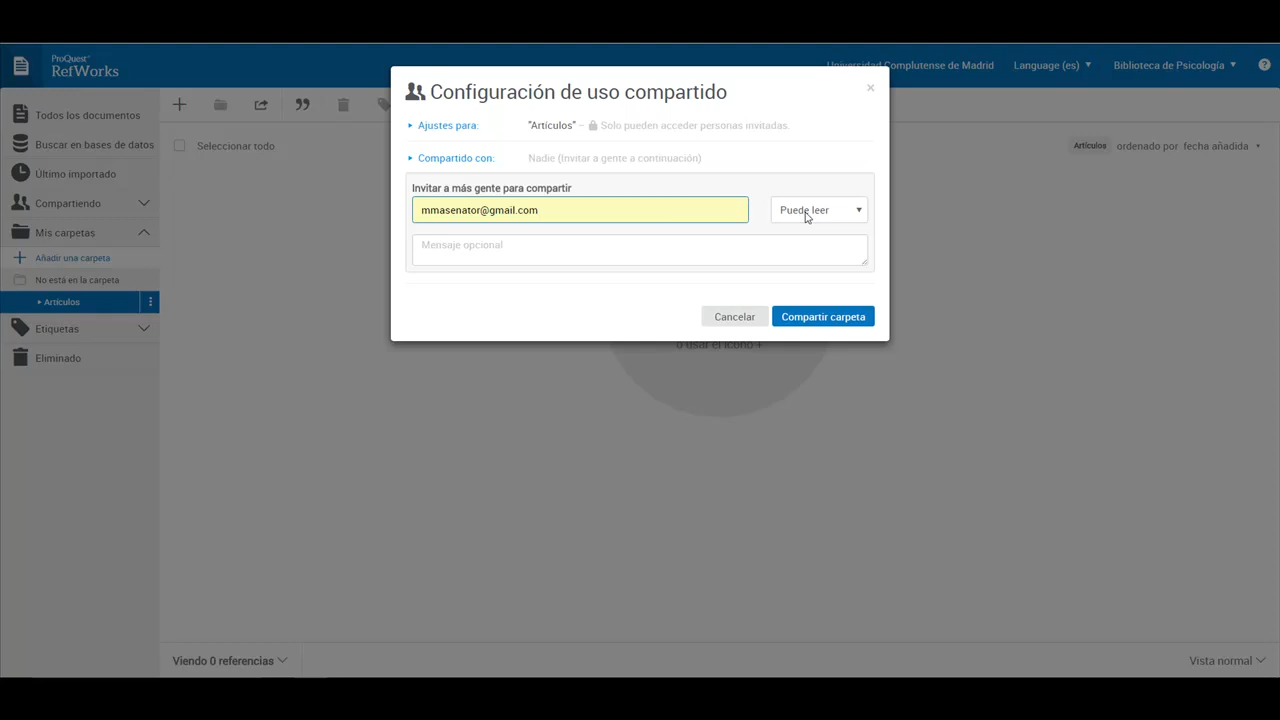 ProQuest
RefWorks
Universidad Complutense de Madrid
Language (es)
Biblioteca de Psicología
?
Todos los documentos
Buscar en bases de datos
Último importado
Compartiendo
Mis carpetas
Añadir una carpeta
No está en la carpeta
Artículos
Etiquetas
Eliminado
Seleccionar todo
Artículos ordenado por fecha añadida
Configuración de uso compartido
×
Ajustes para: "Artículos" – Solo pueden acceder personas invitadas.
Compartido con: Nadie (Invitar a gente a continuación)
Invitar a más gente para compartir
mmasenator@gmail.com
Puede leer
Mensaje opcional
Cancelar
Compartir carpeta
o usar el icono +
Viendo 0 referencias
Vista normal